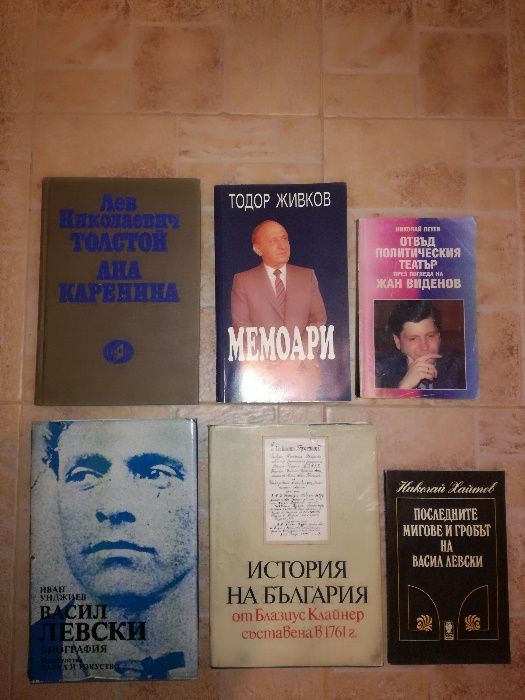 Лев
Николаевич
ТОЛСТОЙ
АНА
КАРЕНИНА
ТОДОР ЖИВКОВ
МЕМОАРИ
ОТВЪД
ПОЛИТИЧЕСКИЯ
ТЕАТЪР
ПРЕЗ ПОГЛЕДА НА
ЖАН ВИДЕНОВ
ИВАН
УНДЖИЕВ
ВАСИЛ
ЛЕВСКИ
БИОГРАФИЯ
НАУКА И ИЗКУСТВО
ИСТОРИЯ
НА БЪЛГАРИЯ
от Блазиус Клайнер
съставена в 1761 г.
Николай Хайтов
ПОСЛЕДНИТЕ
МИГОВЕ И ГРОБЪТ
НА
ВАСИЛ ЛЕВСКИ